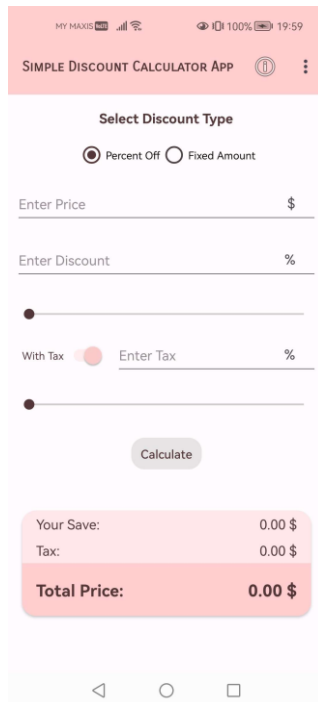 MY MAXIS VoLTE 100% 19:59
SIMPLE DISCOUNT CALCULATOR APP
Select Discount Type
Percent Off Fixed Amount
Enter Price $
Enter Discount %
With Tax Enter Tax %
Calculate
Your Save: 0.00 $
Tax: 0.00 $
Total Price: 0.00 $